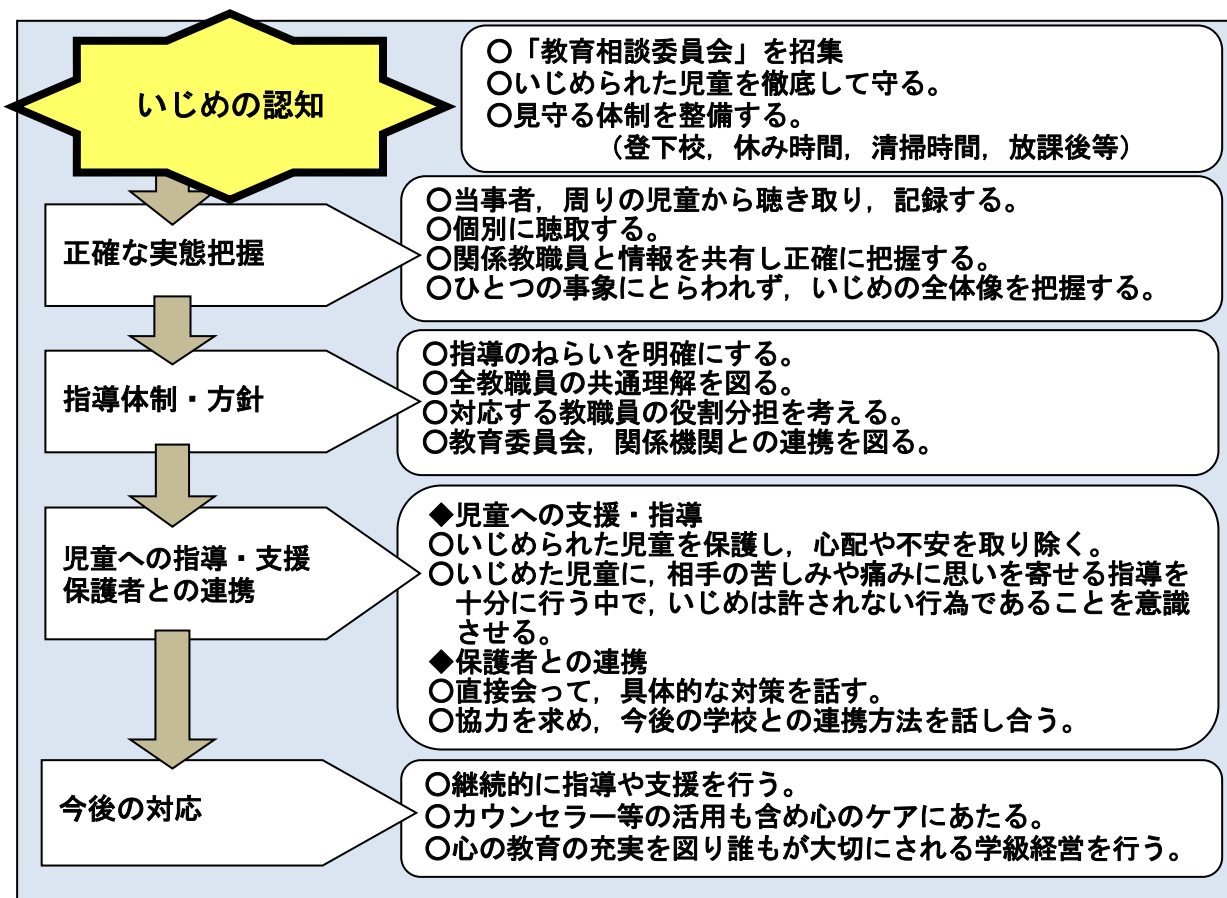 いじめの認知
〇「教育相談委員会」を招集
〇いじめられた児童を徹底して守る。
〇見守る体制を整備する。
（登下校，休み時間，清掃時間，放課後等）
正確な実態把握
〇当事者，周りの児童から聴き取り，記録する。
〇個別に聴取する。
〇関係教職員と情報を共有し正確に把握する。
〇ひとつの事象にとらわれず，いじめの全体像を把握する。
指導体制・方針
〇指導のねらいを明確にする。
〇全教職員の共通理解を図る。
〇対応する教職員の役割分担を考える。
〇教育委員会，関係機関との連携を図る。
児童への指導・支援
保護者との連携
◆児童への支援・指導
〇いじめられた児童を保護し，心配や不安を取り除く。
〇いじめた児童に，相手の苦しみや痛みに思いを寄せる指導を
十分に行う中で，いじめは許されない行為であることを意識
させる。
◆保護者との連携
〇直接会って，具体的な対策を話す。
〇協力を求め，今後の学校との連携方法を話し合う。
今後の対応
〇継続的に指導や支援を行う。
〇カウンセラー等の活用も含め心のケアにあたる。
〇心の教育の充実を図り誰もが大切にされる学級経営を行う。